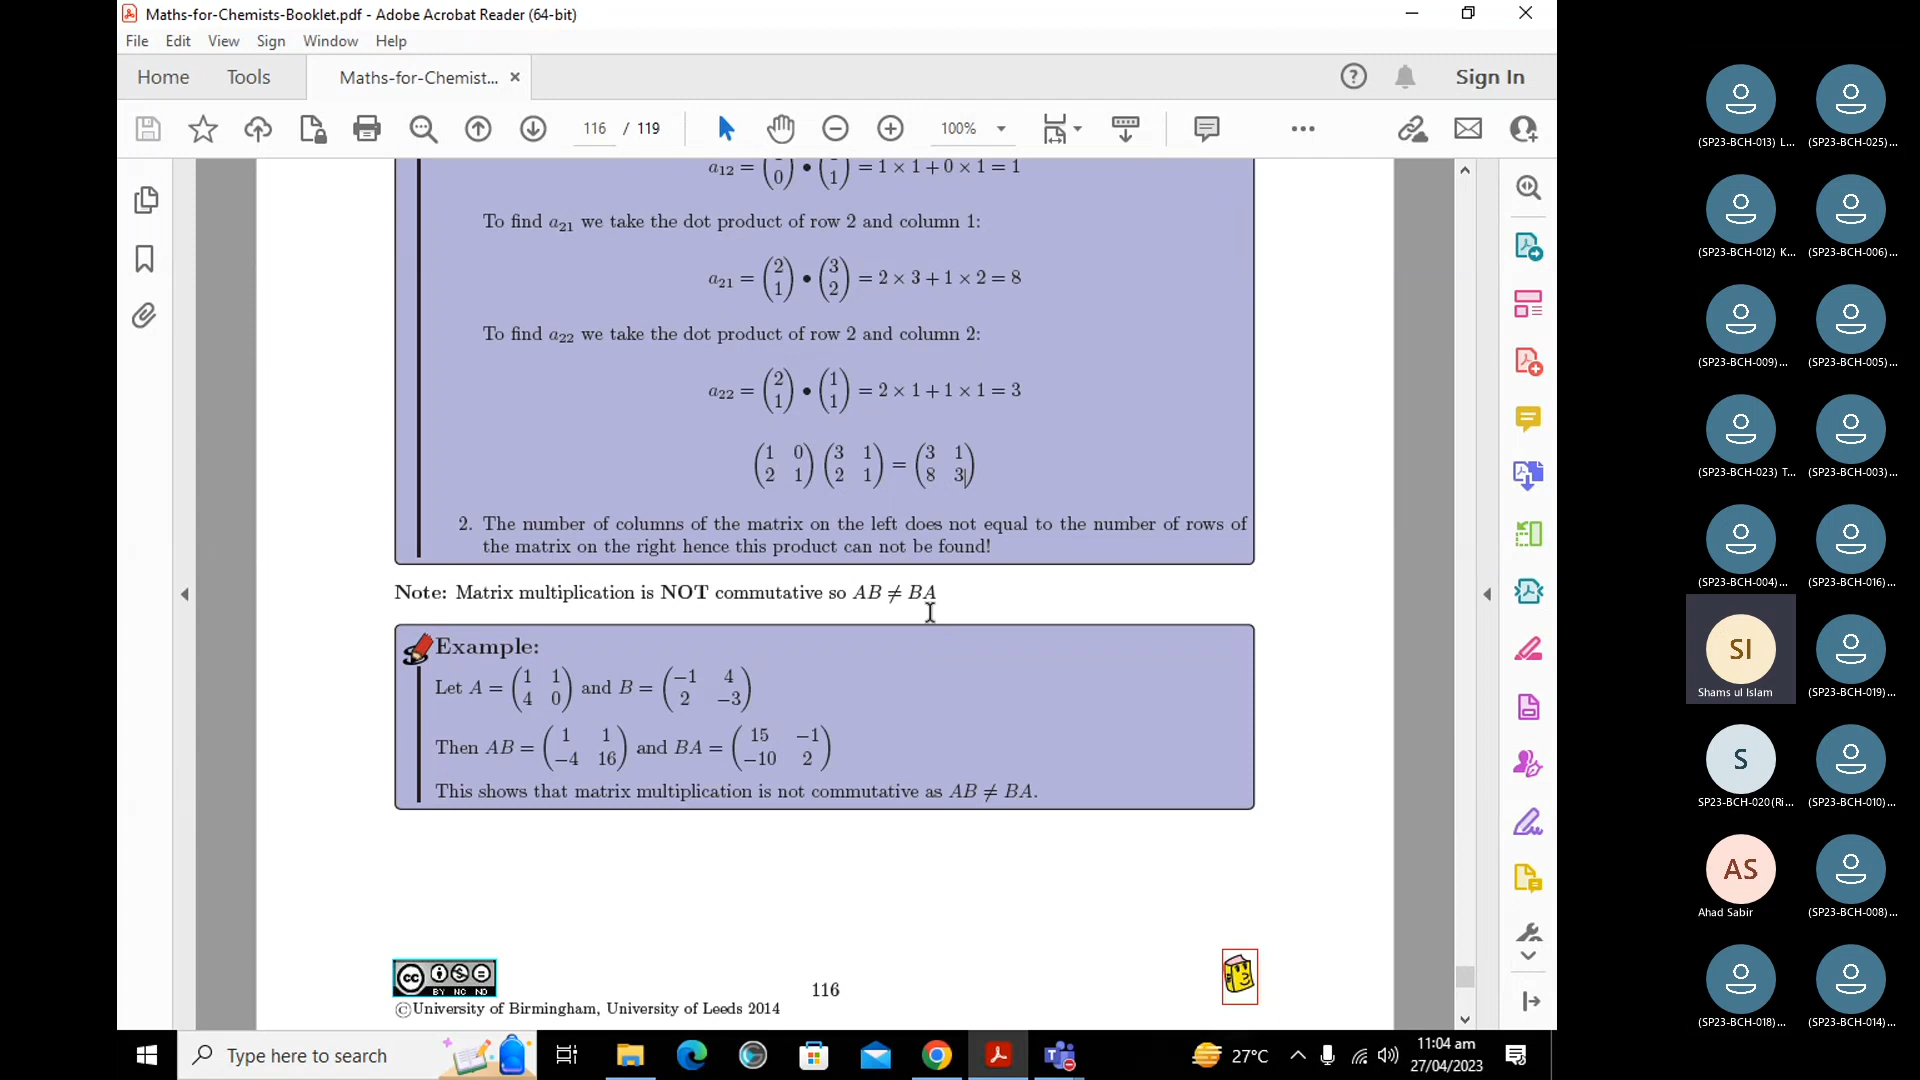 Maths-for-Chemists-Booklet.pdf - Adobe Acrobat Reader (64-bit)
File Edit View Sign Window Help
Home Tools Maths-for-Chemist... × Sign In
116 / 119 100%
a12 = ( 0) • ( 1) = 1 × 1 + 0 × 1 = 1
To find a21 we take the dot product of row 2 and column 1:
a21 = (2 1) • (3 2) = 2 × 3 + 1 × 2 = 8
To find a22 we take the dot product of row 2 and column 2:
a22 = (2 1) • (1 1) = 2 × 1 + 1 × 1 = 3
(1 0
2 1) (3 1
2 1) = (3 1
8 3)
2. The number of columns of the matrix on the left does not equal to the number of rows of
the matrix on the right hence this product can not be found!
Note: Matrix multiplication is NOT commutative so AB ≠ BA
Example:
Let A = (1 1
4 0) and B = (−1 4
2 −3)
Then AB = (1 1
−4 16) and BA = (15 −1
−10 2)
This shows that matrix multiplication is not commutative as AB ≠ BA.
cc BY NC ND
116
©University of Birmingham, University of Leeds 2014
(SP23-BCH-013) L... (SP23-BCH-025)...
(SP23-BCH-012) K... (SP23-BCH-006)...
(SP23-BCH-009)... (SP23-BCH-005)...
(SP23-BCH-023) T... (SP23-BCH-003)...
(SP23-BCH-004)... (SP23-BCH-016)...
SI
Shams ul Islam (SP23-BCH-019)...
S
SP23-BCH-020(Ri... (SP23-BCH-010)...
AS
Ahad Sabir (SP23-BCH-008)...
(SP23-BCH-018)... (SP23-BCH-014)...
Type here to search
27°C
11:04 am
27/04/2023